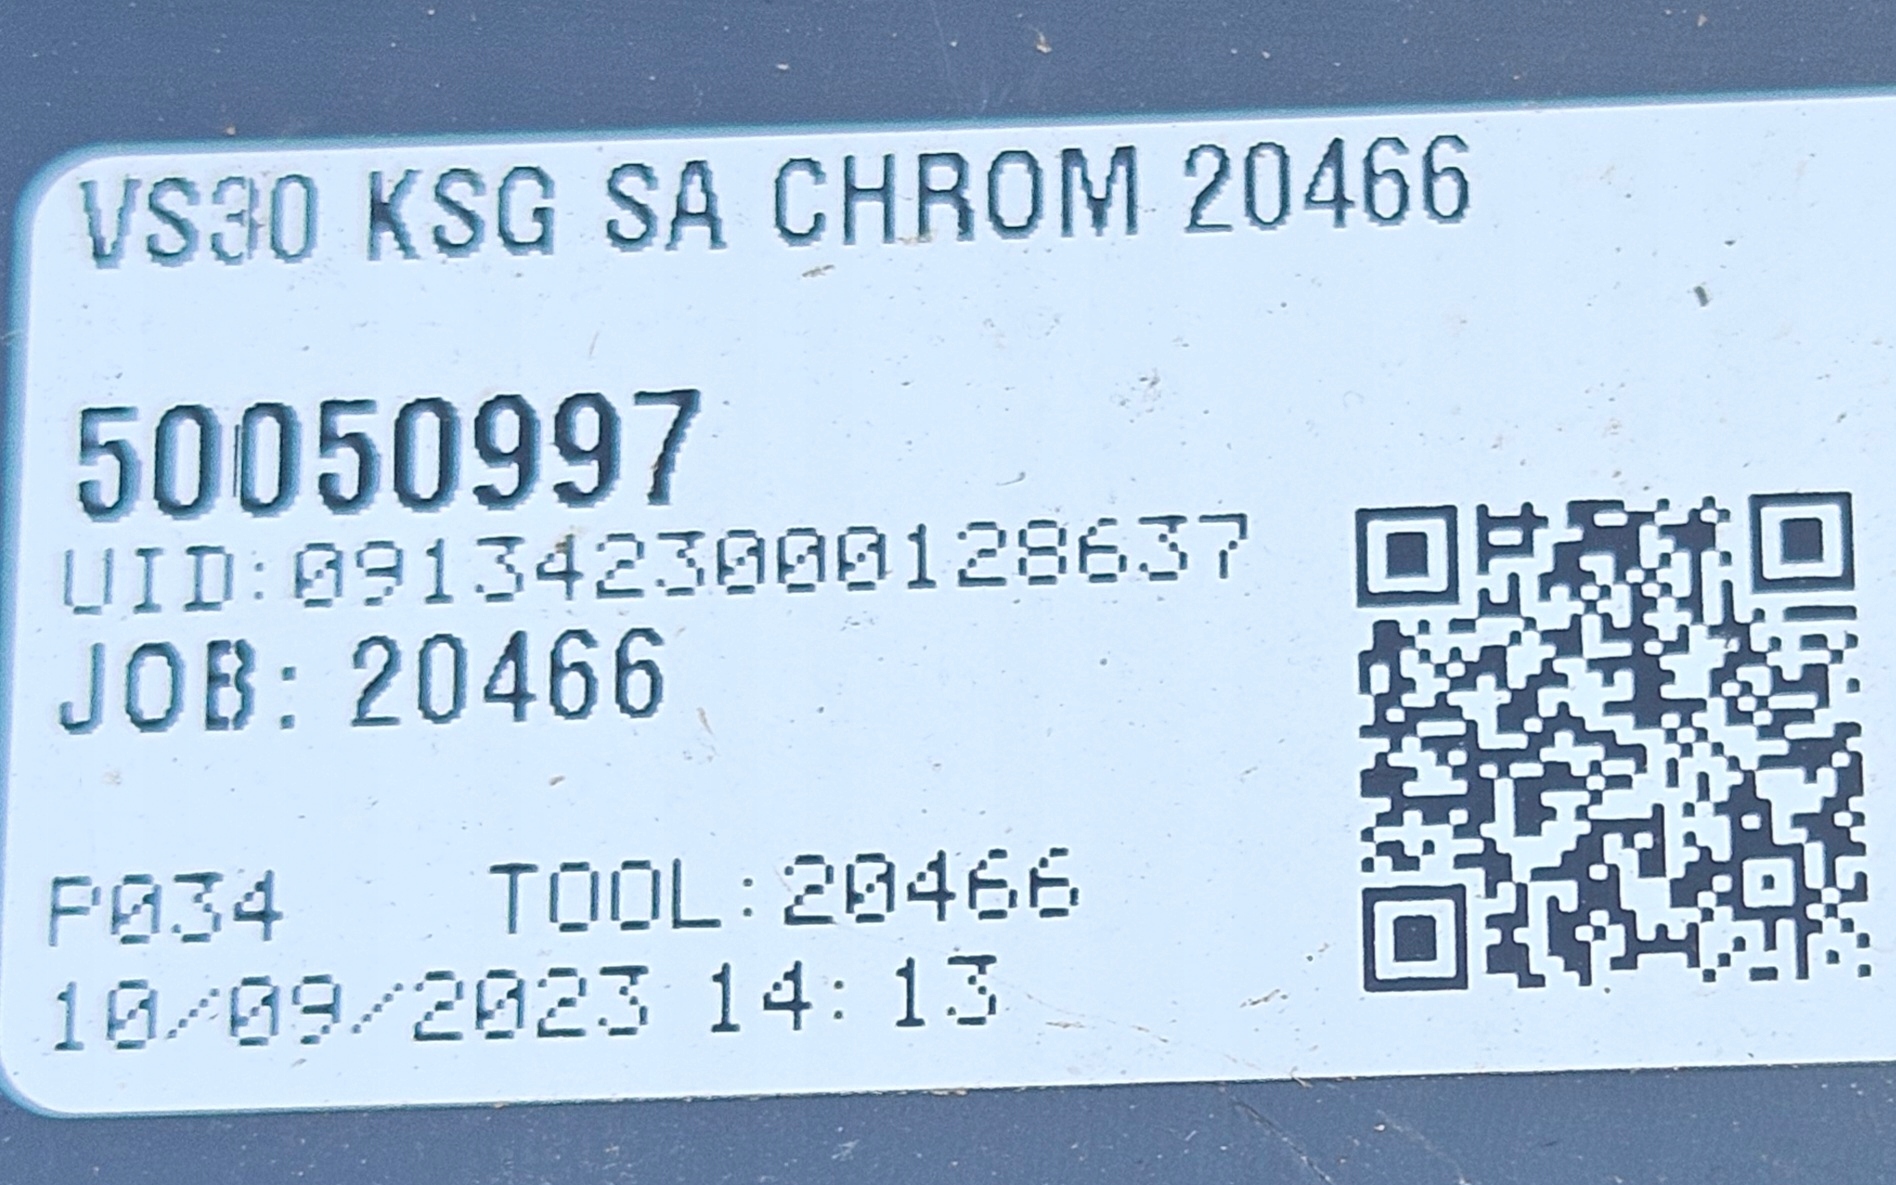 VS30 KSG SA CHROM 20466
50050997
UID:0913423000128637
JOB: 20466
P034 TOOL:20466
10/09/2023 14:13